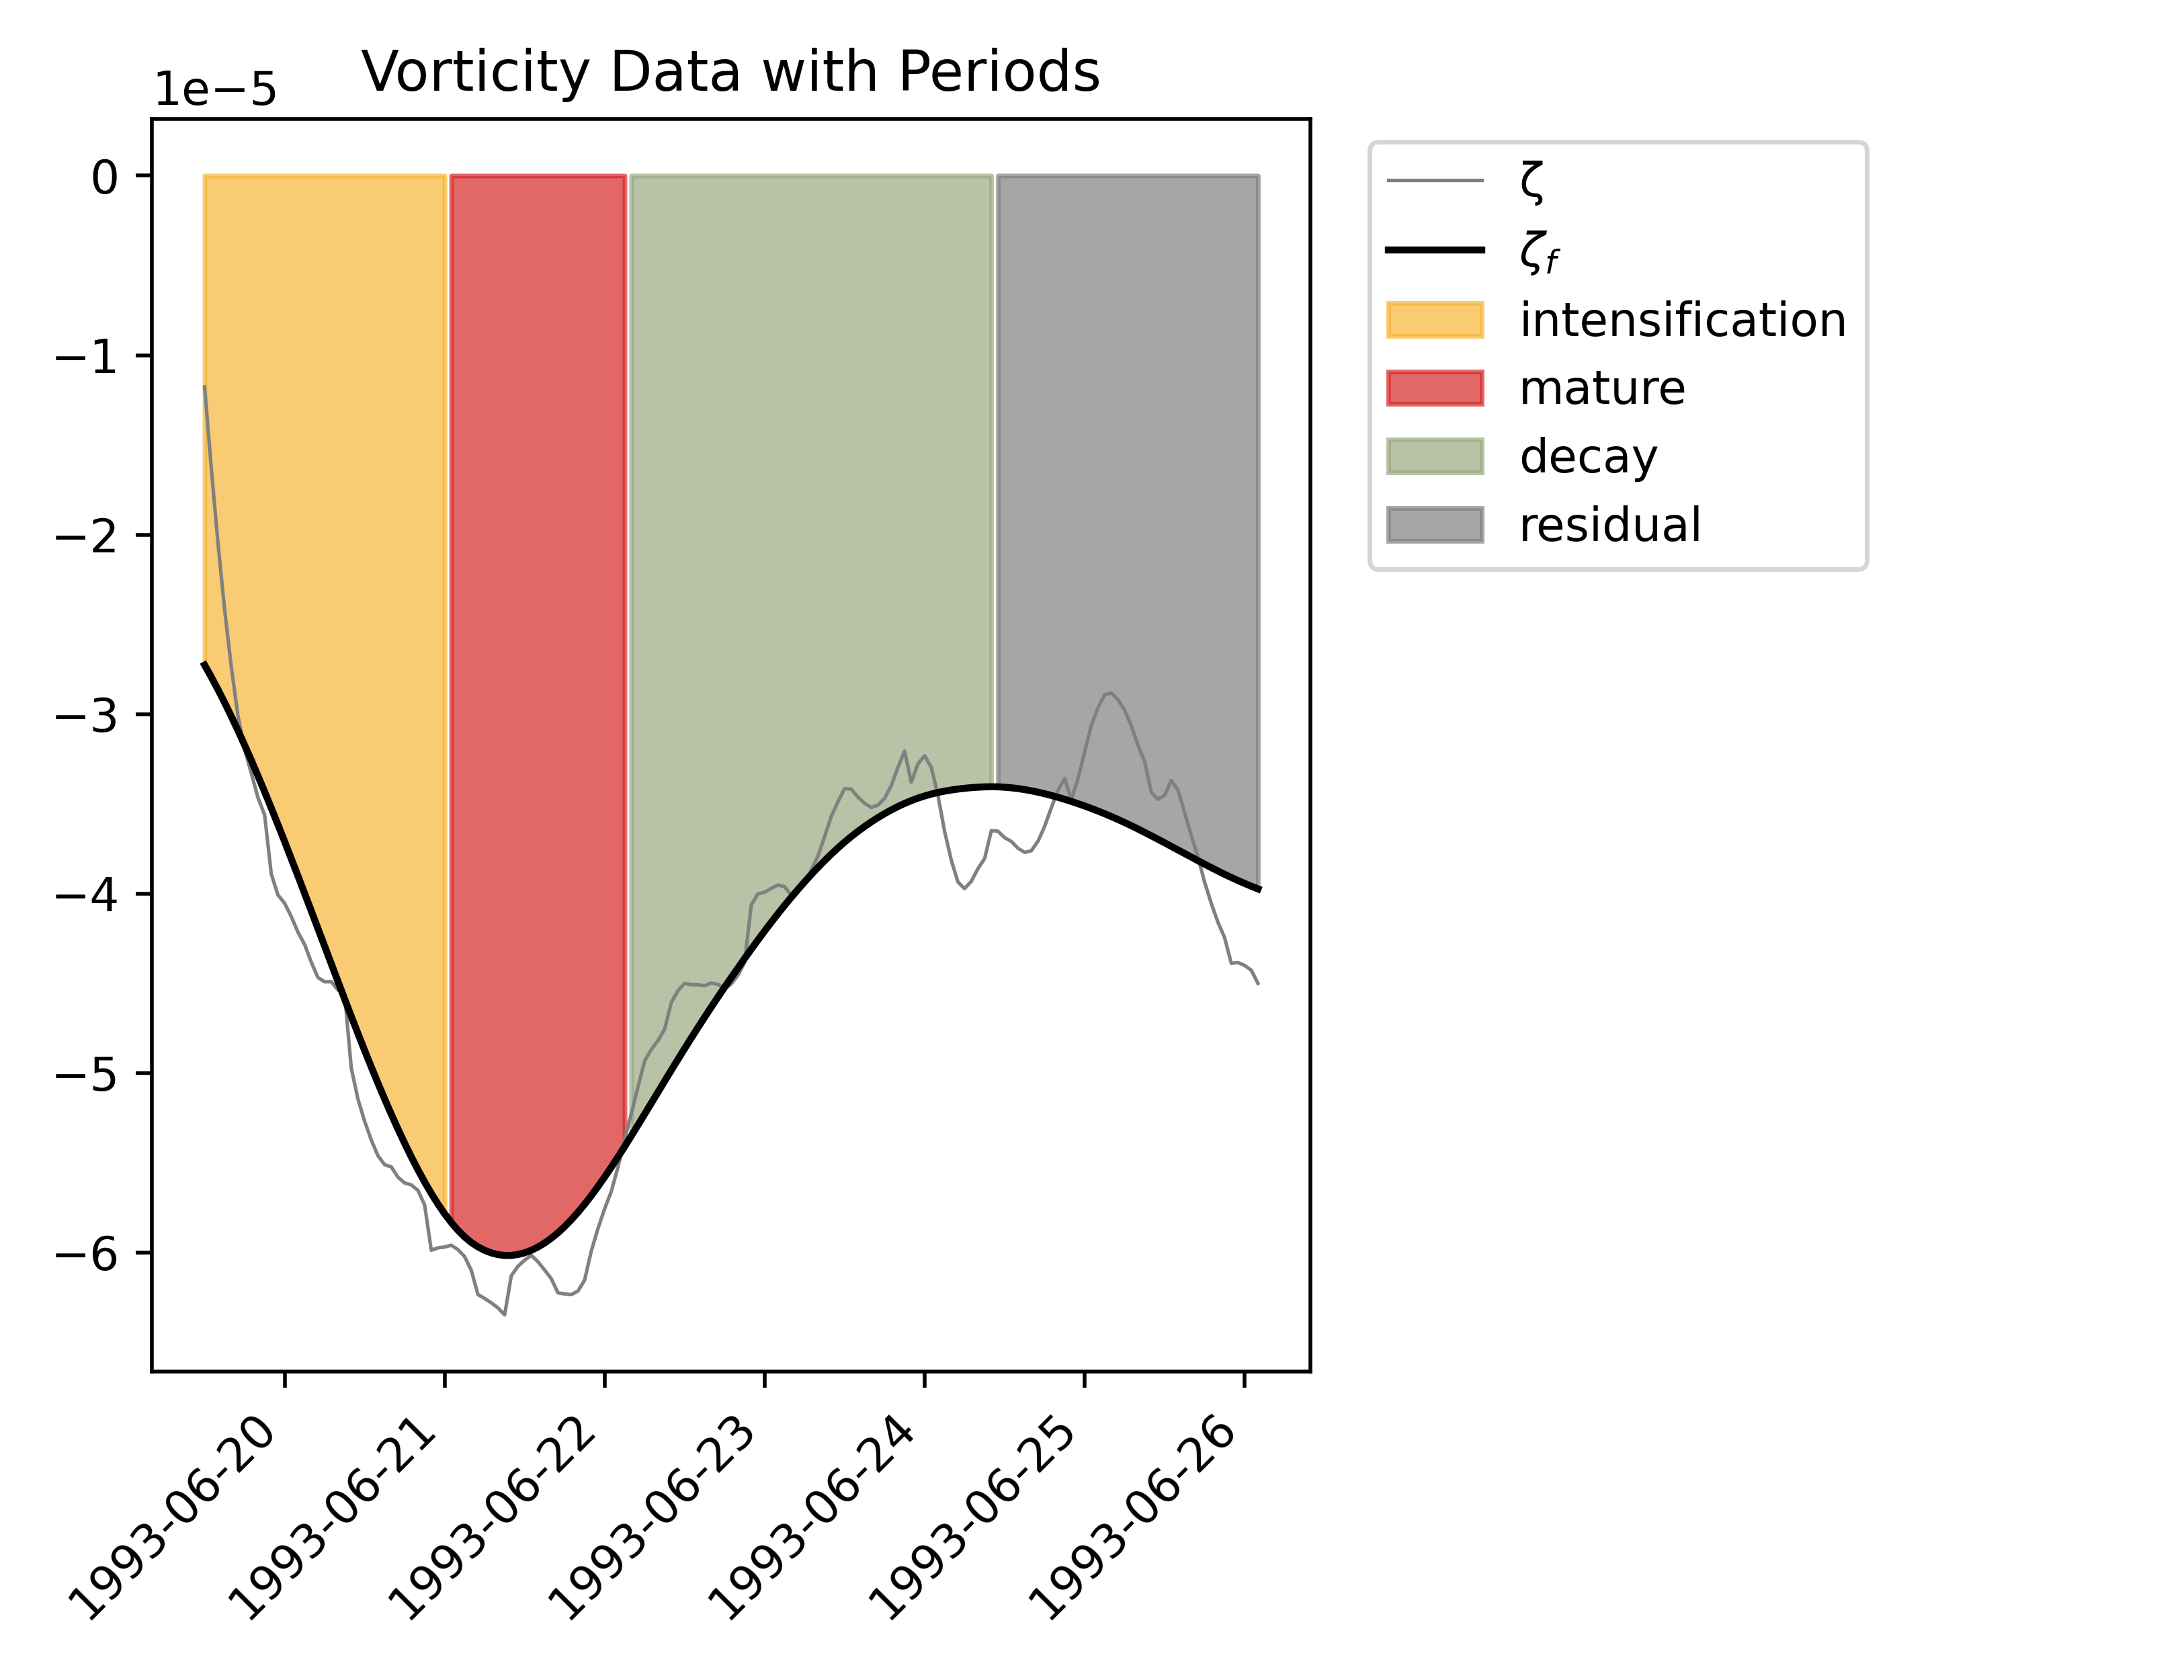 Vorticity Data with Periods
1e−5
0
−1
−2
−3
−4
−5
−6
1993-06-20
1993-06-21
1993-06-22
1993-06-23
1993-06-24
1993-06-25
1993-06-26
ζ
ζf
intensification
mature
decay
residual